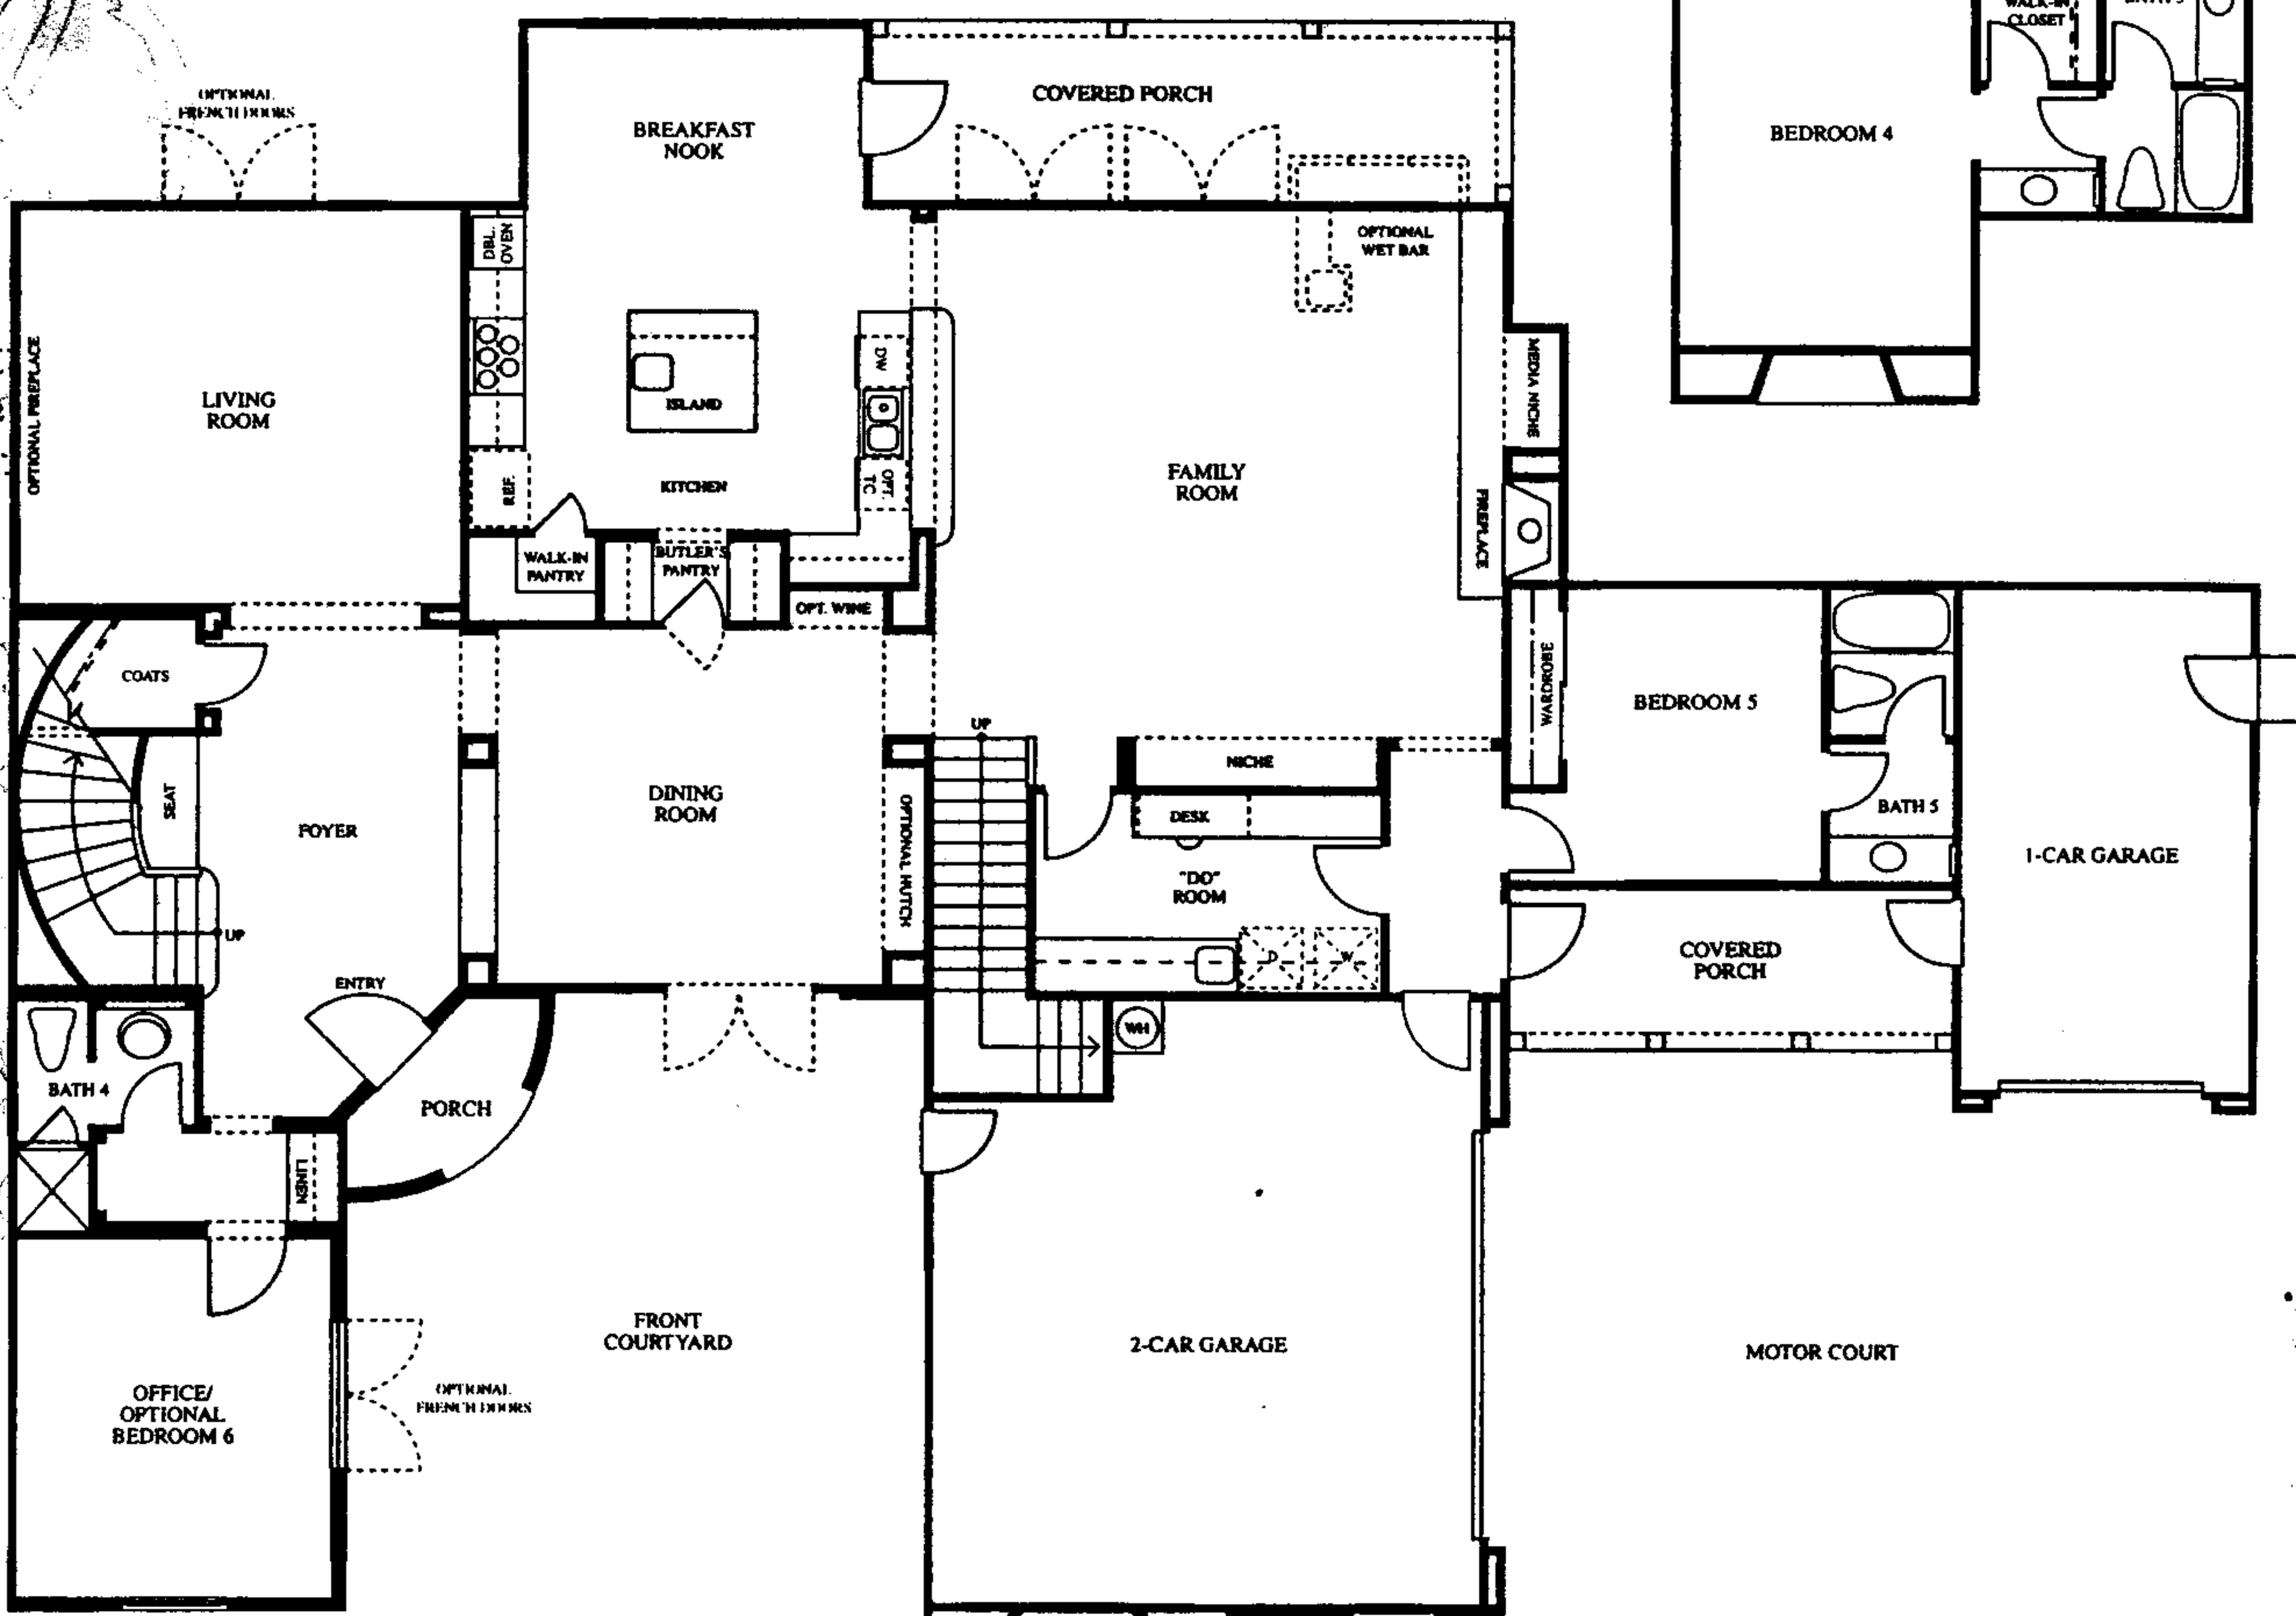 WALK-IN
CLOSET
OPTIONAL
FRENCH DOORS
BREAKFAST
NOOK
COVERED PORCH
BEDROOM 4
DBL.
OVEN
OPTIONAL
WET BAR
OPTIONAL FIREPLACE
LIVING
ROOM
ISLAND
DW
MEDIA NICHE
KITCHEN
REF.
OPT.
TC
FAMILY
ROOM
FIREPLACE
WALK-IN
PANTRY
BUTLER'S
PANTRY
OPT. WINE
COATS
WARDROBE
BEDROOM 5
UP
NICHE
SEAT
FOYER
DINING
ROOM
OPTIONAL HUTCH
DESK
BATH 5
1-CAR GARAGE
"DO"
ROOM
UP
D
W
COVERED
PORCH
ENTRY
WH
BATH 4
PORCH
LINEN
FRONT
COURTYARD
2-CAR GARAGE
MOTOR COURT
OFFICE/
OPTIONAL
BEDROOM 6
OPTIONAL
FRENCH DOORS